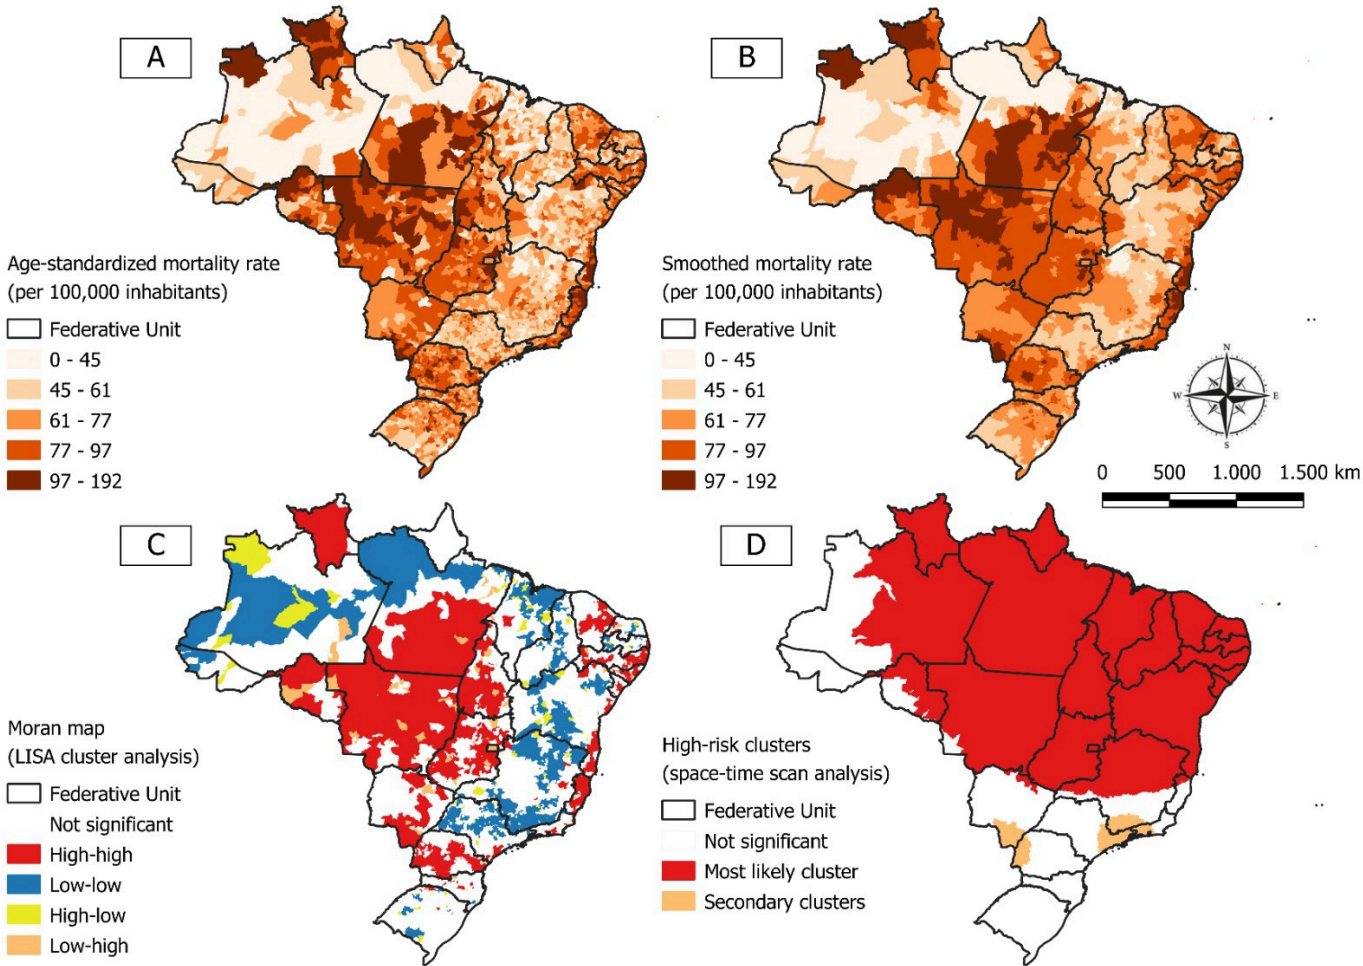 A
Age-standardized mortality rate
(per 100,000 inhabitants)
Federative Unit
0 - 45
45 - 61
61 - 77
77 - 97
97 - 192
B
Smoothed mortality rate
(per 100,000 inhabitants)
Federative Unit
0 - 45
45 - 61
61 - 77
77 - 97
97 - 192
N
W E
S
0 500 1.000 1.500 km
C
Moran map
(LISA cluster analysis)
Federative Unit
Not significant
High-high
Low-low
High-low
Low-high
D
High-risk clusters
(space-time scan analysis)
Federative Unit
Not significant
Most likely cluster
Secondary clusters